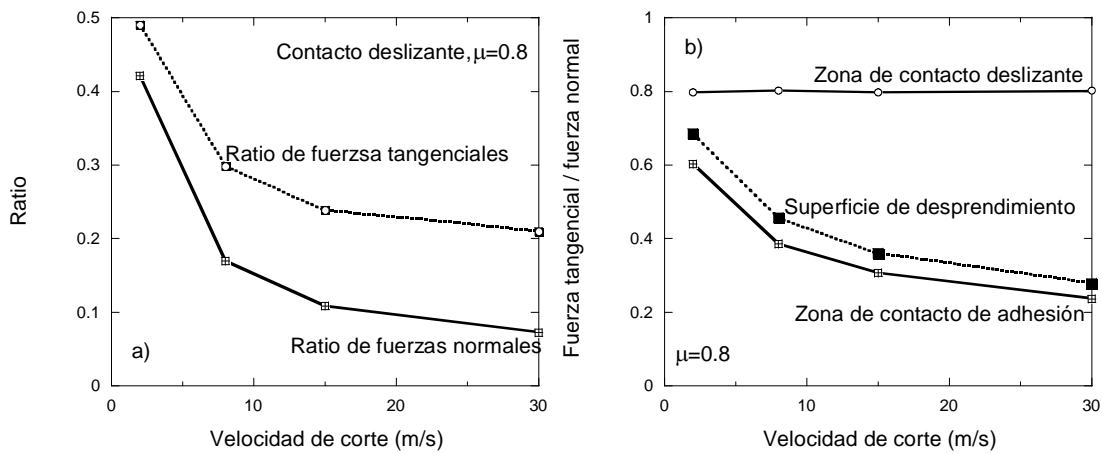 0.5
0.4
0.3
0.2
0.1
0
Ratio
Contacto deslizante, μ=0.8
Ratio de fuerzsa tangenciales
Ratio de fuerzas normales
a)
0
10
20
30
Velocidad de corte (m/s)
1
0.8
0.6
0.4
0.2
0
Fuerza tangencial / fuerza normal
b)
Zona de contacto deslizante
Superficie de desprendimiento
Zona de contacto de adhesión
μ=0.8
0
10
20
30
Velocidad de corte (m/s)